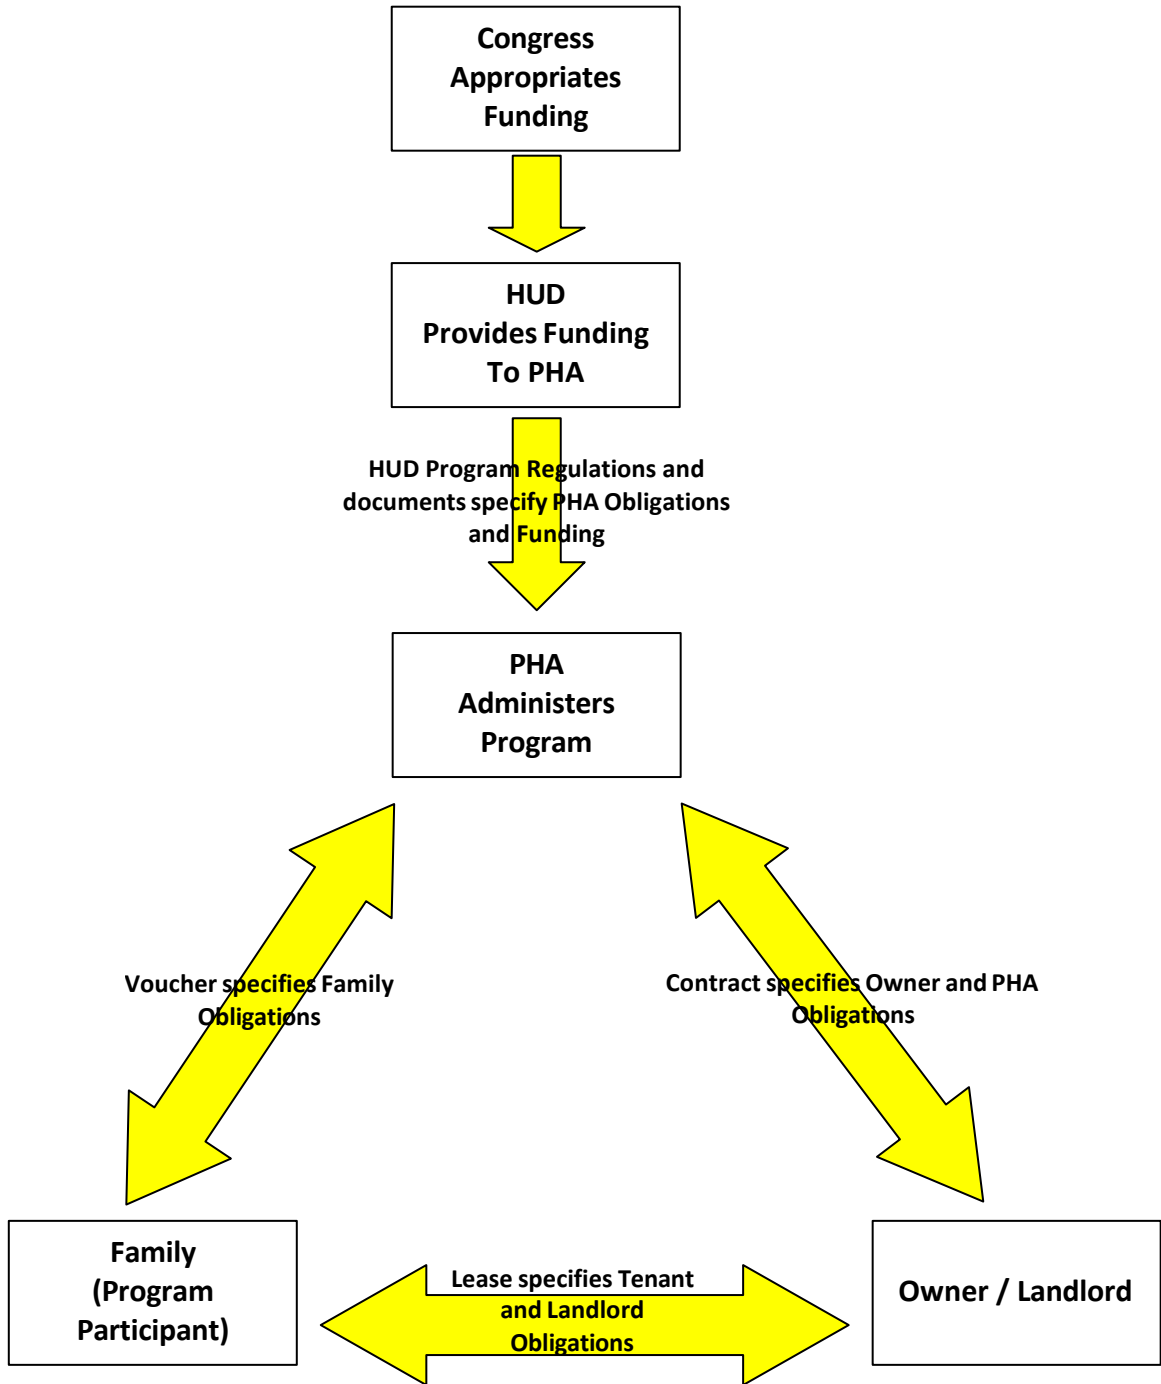 Congress
Appropriates
Funding
HUD
Provides Funding
To PHA
HUD Program Regulations and
documents specify PHA Obligations
and Funding
PHA
Administers
Program
Voucher specifies Family
Obligations
Contract specifies Owner and PHA
Obligations
Family
(Program
Participant)
Lease specifies Tenant
and Landlord
Obligations
Owner / Landlord